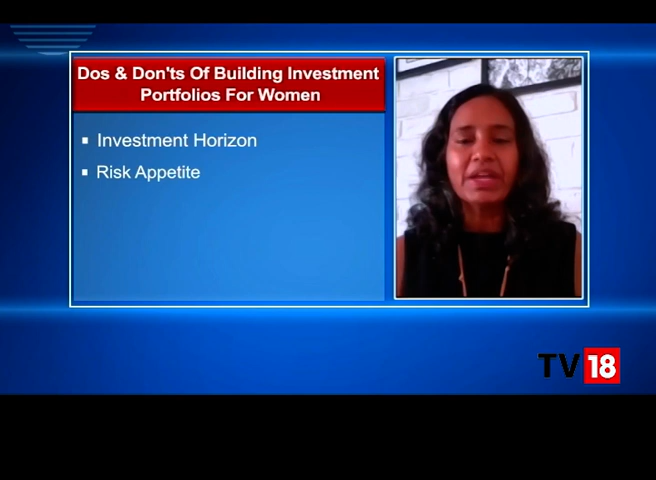 Dos & Don'ts Of Building Investment
Portfolios For Women
Investment Horizon
Risk Appetite
TV18